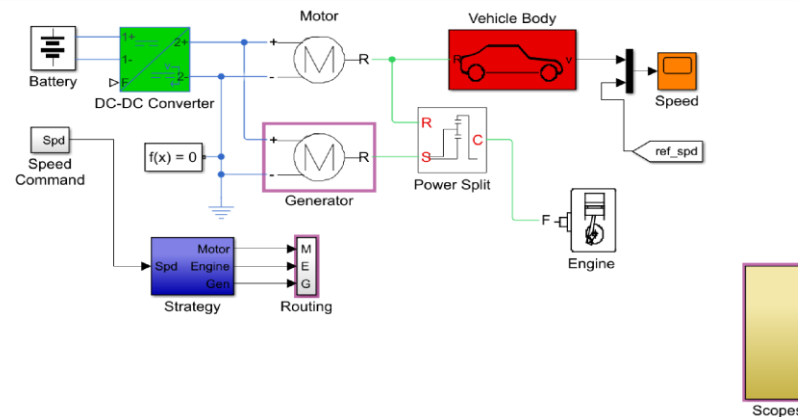 Battery
1+
1-
F
2+
2-
DC-DC Converter
Motor
+
-
M
R
Vehicle Body
R
v
Speed
ref_spd
Spd
Speed
Command
f(x) = 0
+
-
M
R
Generator
R
S
C
Power Split
F
Engine
Spd
Motor
Engine
Gen
Strategy
M
E
G
Routing
Scopes